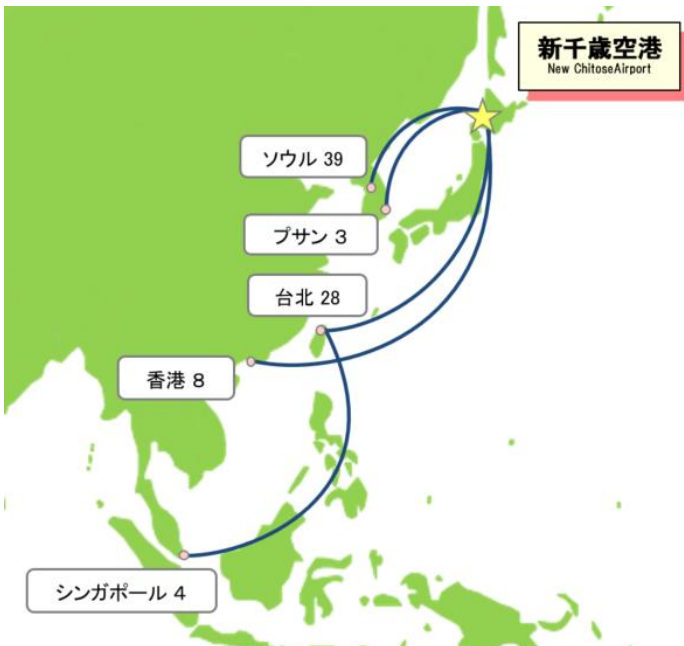 新千歳空港
New ChitoseAirport
ソウル 39
プサン 3
台北 28
香港 8
シンガポール 4